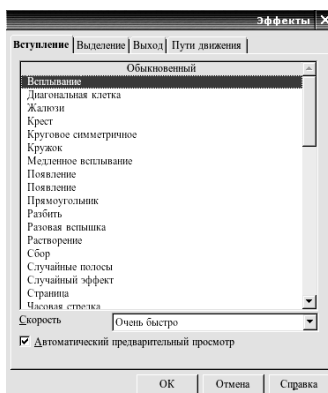 Эффекты
Вступление Выделение Выход Пути движения
Обыкновенный
Всплывание
Диагональная клетка
Жалюзи
Крест
Круговое симметричное
Кружок
Медленное всплывание
Появление
Появление
Прямоугольник
Разбить
Разовая вспышка
Растворение
Сбор
Случайные полосы
Случайный эффект
Страница
Часовая стрелка
Скорость Очень быстро
Автоматический предварительный просмотр
OK Отмена Справка